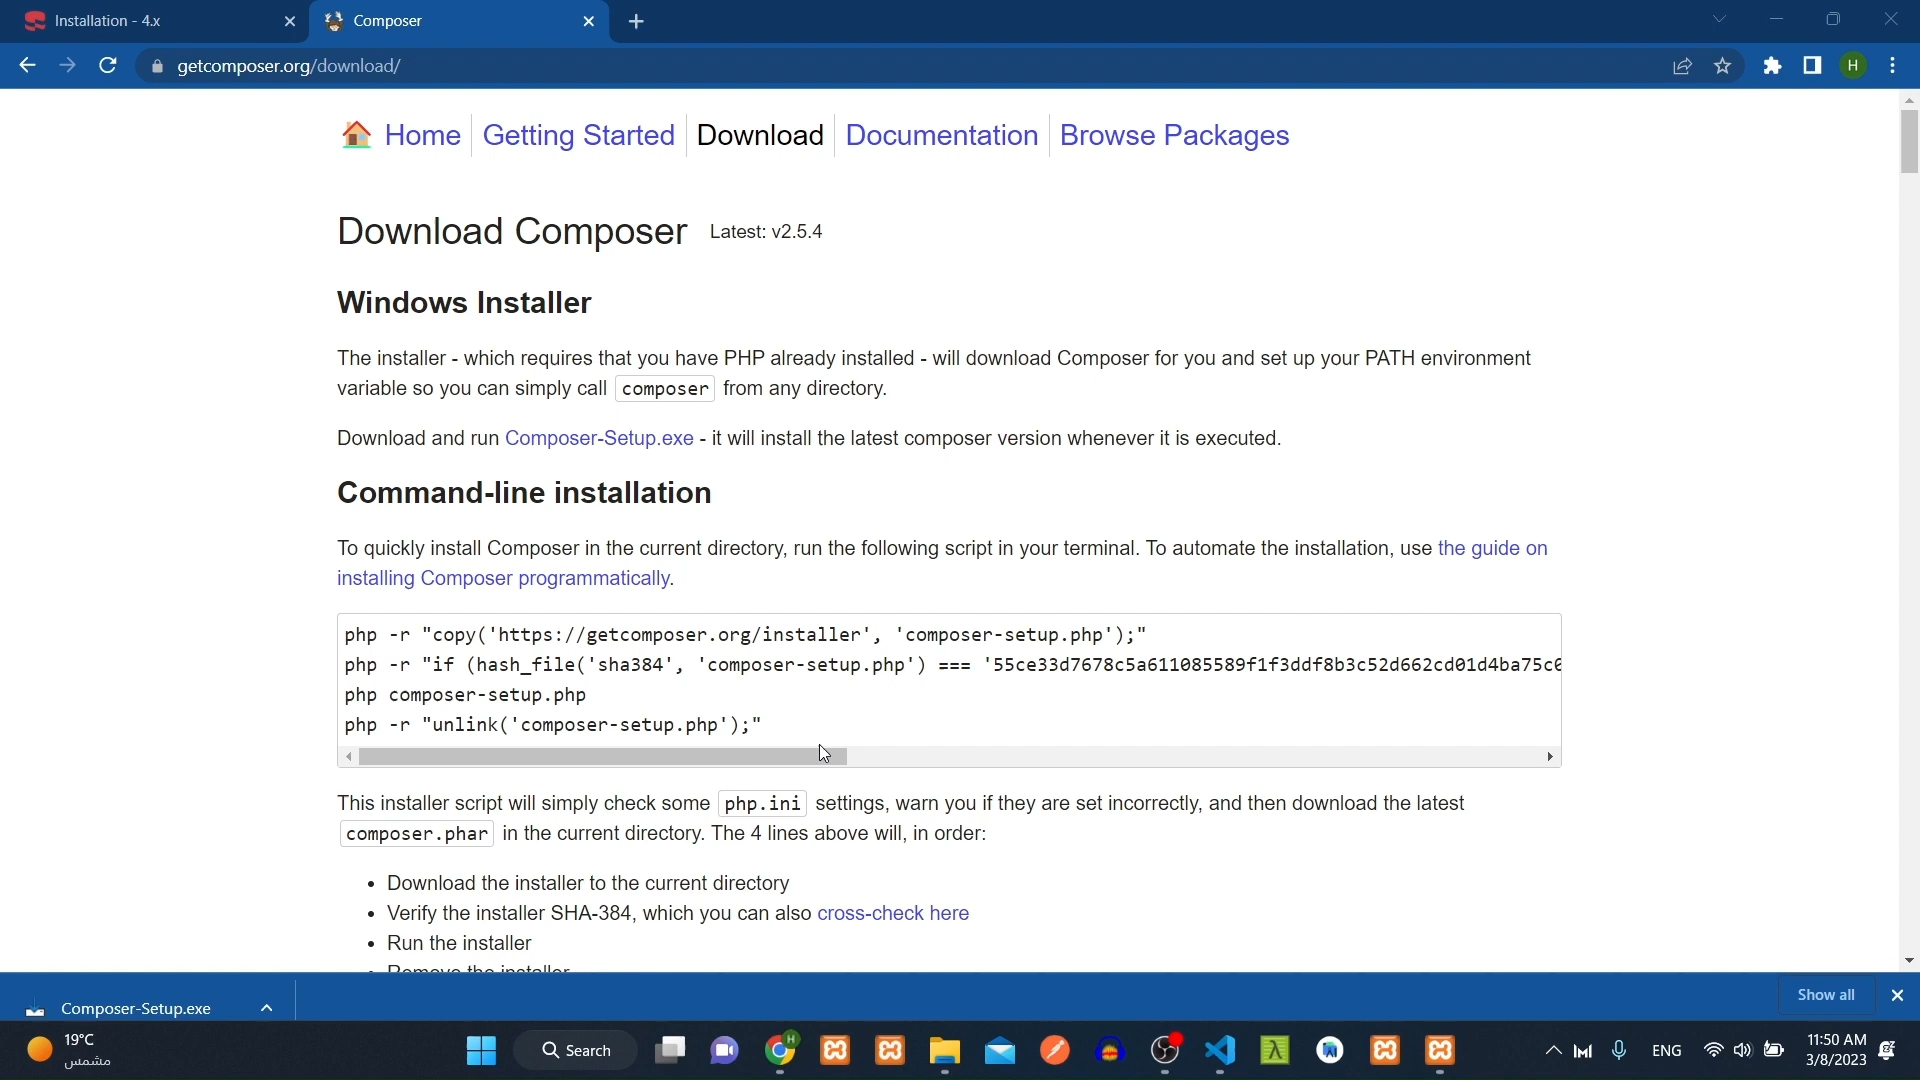 Installation - 4.x
Composer
getcomposer.org/download/
H
Home
Getting Started
Download
Documentation
Browse Packages
Download Composer Latest: v2.5.4
Windows Installer
The installer - which requires that you have PHP already installed - will download Composer for you and set up your PATH environment
variable so you can simply call composer from any directory.
Download and run Composer-Setup.exe - it will install the latest composer version whenever it is executed.
Command-line installation
To quickly install Composer in the current directory, run the following script in your terminal. To automate the installation, use the guide on
installing Composer programmatically.
php -r "copy('https://getcomposer.org/installer', 'composer-setup.php');"
php -r "if (hash_file('sha384', 'composer-setup.php') === '55ce33d7678c5a611085589f1f3ddf8b3c52d662cd01d4ba75c0
php composer-setup.php
php -r "unlink('composer-setup.php');"
This installer script will simply check some php.ini settings, warn you if they are set incorrectly, and then download the latest
composer.phar in the current directory. The 4 lines above will, in order:
• Download the installer to the current directory
• Verify the installer SHA-384, which you can also cross-check here
• Run the installer
• Remove the installer
Composer-Setup.exe
Show all
19°C
مشمس
Search
H
ENG
11:50 AM
3/8/2023